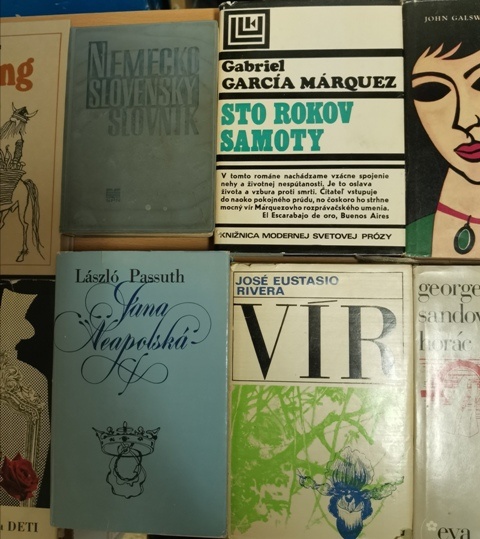 ng
NEMECKO
SLOVENSKÝ
SLOVNÍK
Gabriel
GARCÍA MÁRQUEZ
STO ROKOV
SAMOTY
V tomto románe nachádzame vzácne spojenie
nehy a životnej nespútanosti. Je to oslava
života a vzbura proti smrti. Čitateľ vstupuje
do naoko pokojného prúdu, no čoskoro ho strhne
mocný vír Márquezovho rozprávačského umenia.
El Escarabajo de oro, Buenos Aires
KNIŽNICA MODERNEJ SVETOVEJ PRÓZY
JOHN GALSW
DETI
László Passuth
Jana
Neapolská
JOSÉ EUSTASIO
RIVERA
VÍR
george
sandov
horác
eva